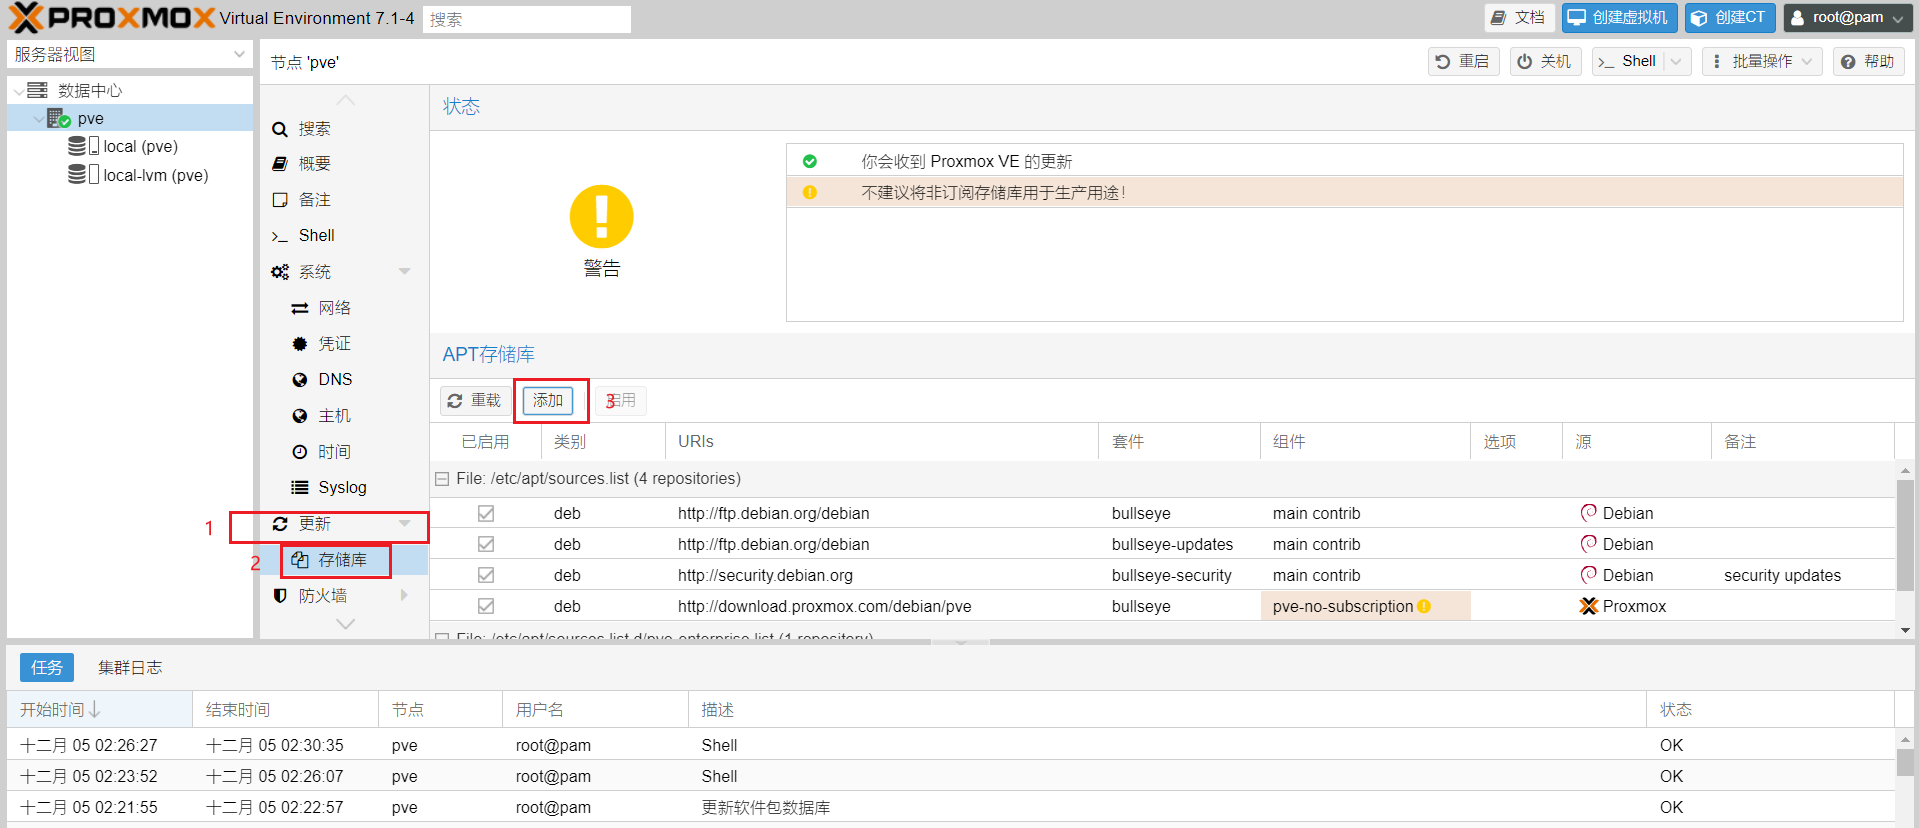 PROXMOX Virtual Environment 7.1-4 搜索 文档 创建虚拟机 创建CT root@pam
服务器视图
节点 'pve' 重启 关机 Shell 批量操作 帮助
数据中心
pve
local (pve)
local-lvm (pve)
搜索
概要
备注
Shell
系统
网络
凭证
DNS
主机
时间
Syslog
1 更新
2 存储库
防火墙
状态
警告
你会收到 Proxmox VE 的更新
不建议将非订阅存储库用于生产用途!
APT存储库
重载 添加 3 用
已启用 类别 URIs 套件 组件 选项 源 备注
File: /etc/apt/sources.list (4 repositories)
deb http://ftp.debian.org/debian bullseye main contrib Debian
deb http://ftp.debian.org/debian bullseye-updates main contrib Debian
deb http://security.debian.org bullseye-security main contrib Debian security updates
deb http://download.proxmox.com/debian/pve bullseye pve-no-subscription Proxmox
File: /etc/apt/sources.list.d/pve-enterprise.list (1 repository)
任务 集群日志
开始时间 结束时间 节点 用户名 描述 状态
十二月 05 02:26:27 十二月 05 02:30:35 pve root@pam Shell OK
十二月 05 02:23:52 十二月 05 02:26:07 pve root@pam Shell OK
十二月 05 02:21:55 十二月 05 02:22:57 pve root@pam 更新软件包数据库 OK